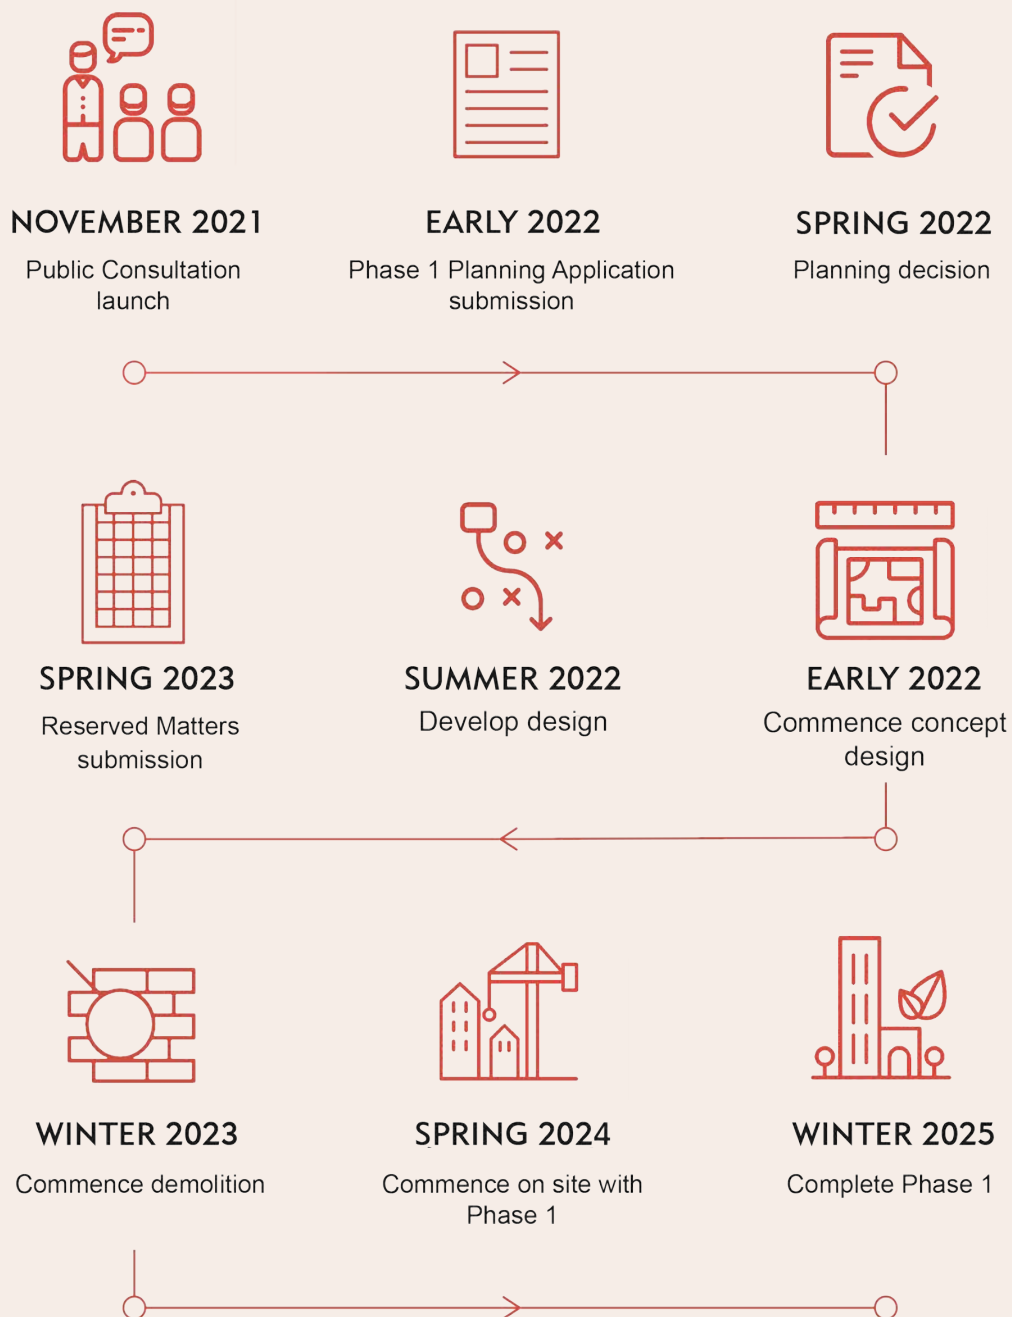 NOVEMBER 2021
Public Consultation
launch
EARLY 2022
Phase 1 Planning Application
submission
SPRING 2022
Planning decision
EARLY 2022
Commence concept
design
SUMMER 2022
Develop design
SPRING 2023
Reserved Matters
submission
WINTER 2023
Commence demolition
SPRING 2024
Commence on site with
Phase 1
WINTER 2025
Complete Phase 1